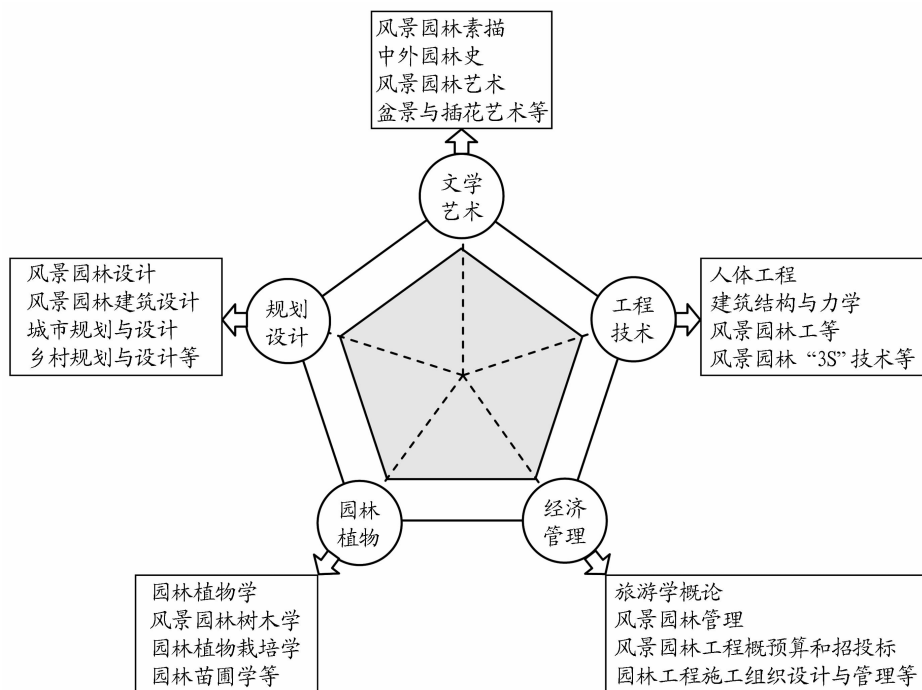 风景园林素描
中外园林史
风景园林艺术
盆景与插花艺术等
文学
艺术
风景园林设计
风景园林建筑设计
城市规划与设计
乡村规划与设计等
规划
设计
工程
技术
人体工程
建筑结构与力学
风景园林工等
风景园林“3S”技术等
园林
植物
经济
管理
园林植物学
风景园林树木学
园林植物栽培学
园林苗圃学等
旅游学概论
风景园林管理
风景园林工程概预算和招投标
园林工程施工组织设计与管理等